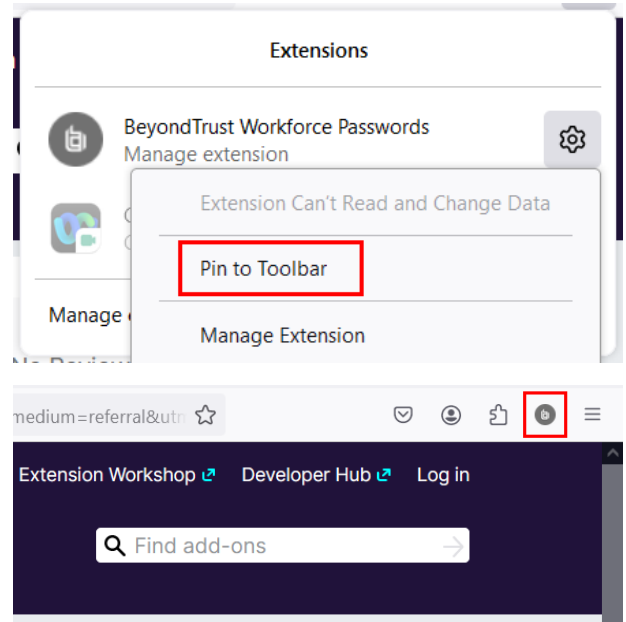 Extensions
BeyondTrust Workforce Passwords
Manage extension
Extension Can't Read and Change Data
Pin to Toolbar
Manage
Manage Extension
medium=referral&utm
Extension Workshop
Developer Hub
Log in
Find add-ons